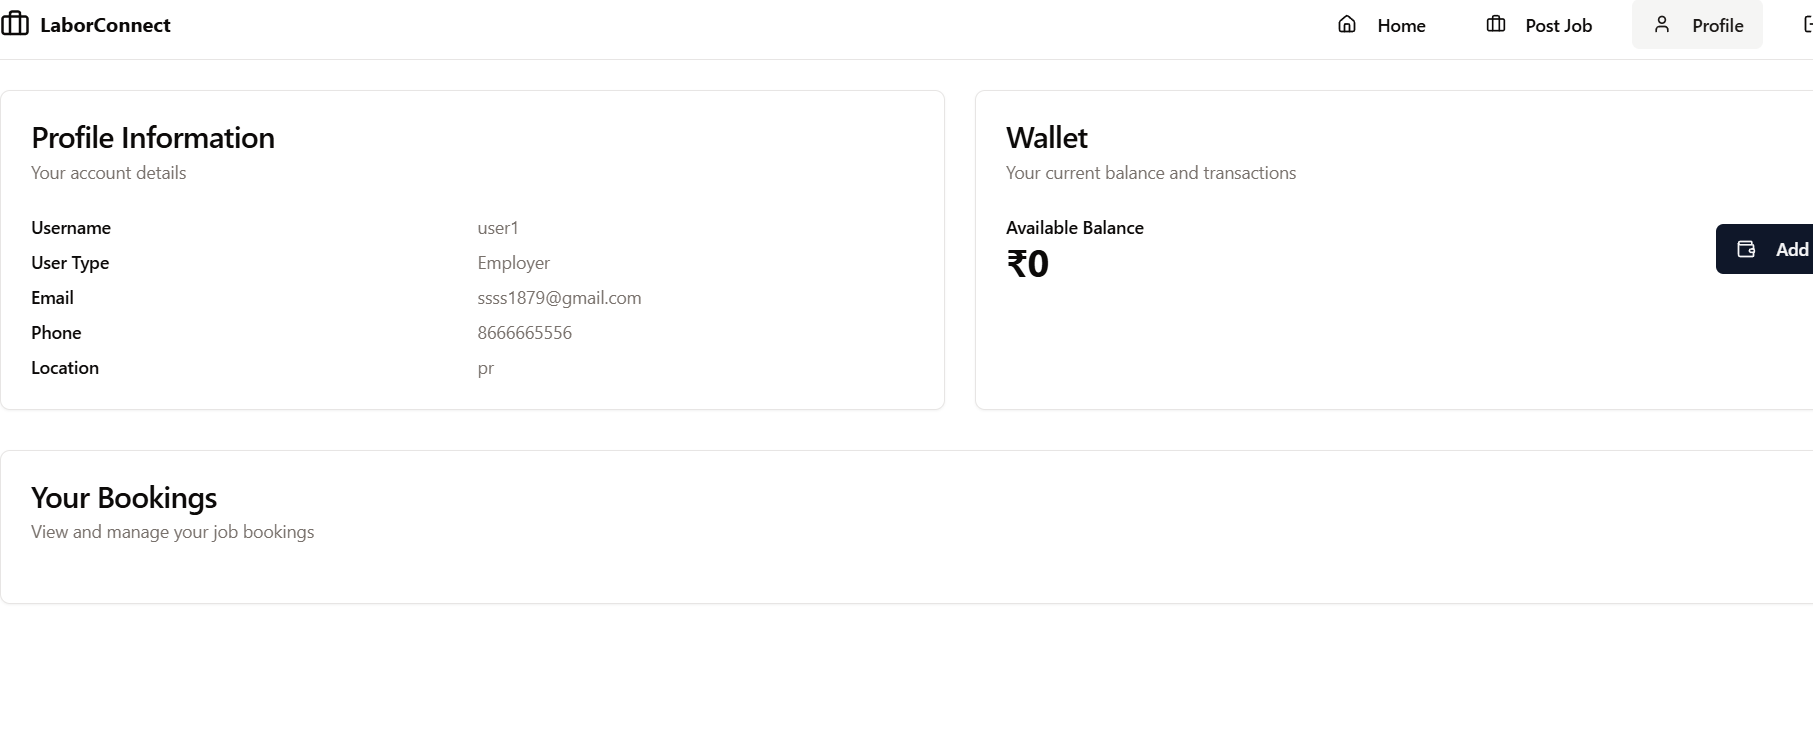 LaborConnect
Home
Post Job
Profile
Profile Information
Your account details
Username user1
User Type Employer
Email ssss1879@gmail.com
Phone 8666665556
Location pr
Wallet
Your current balance and transactions
Available Balance
₹0
Add
Your Bookings
View and manage your job bookings